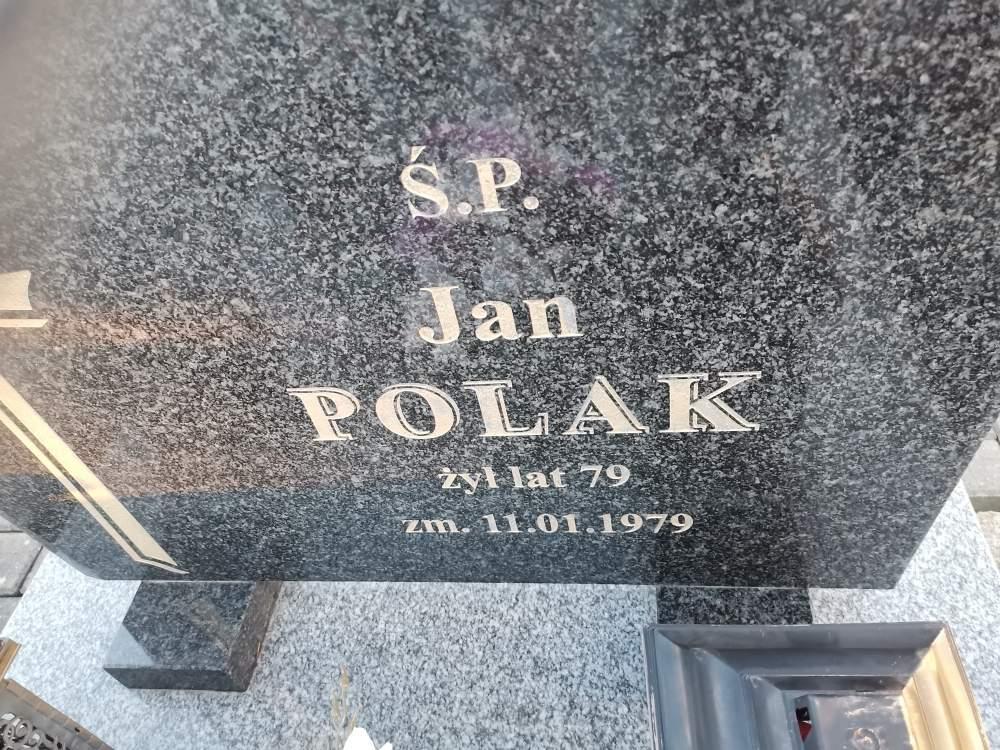 Ś.P.
Jan
POLAK
żył lat 79
zm. 11.01.1979